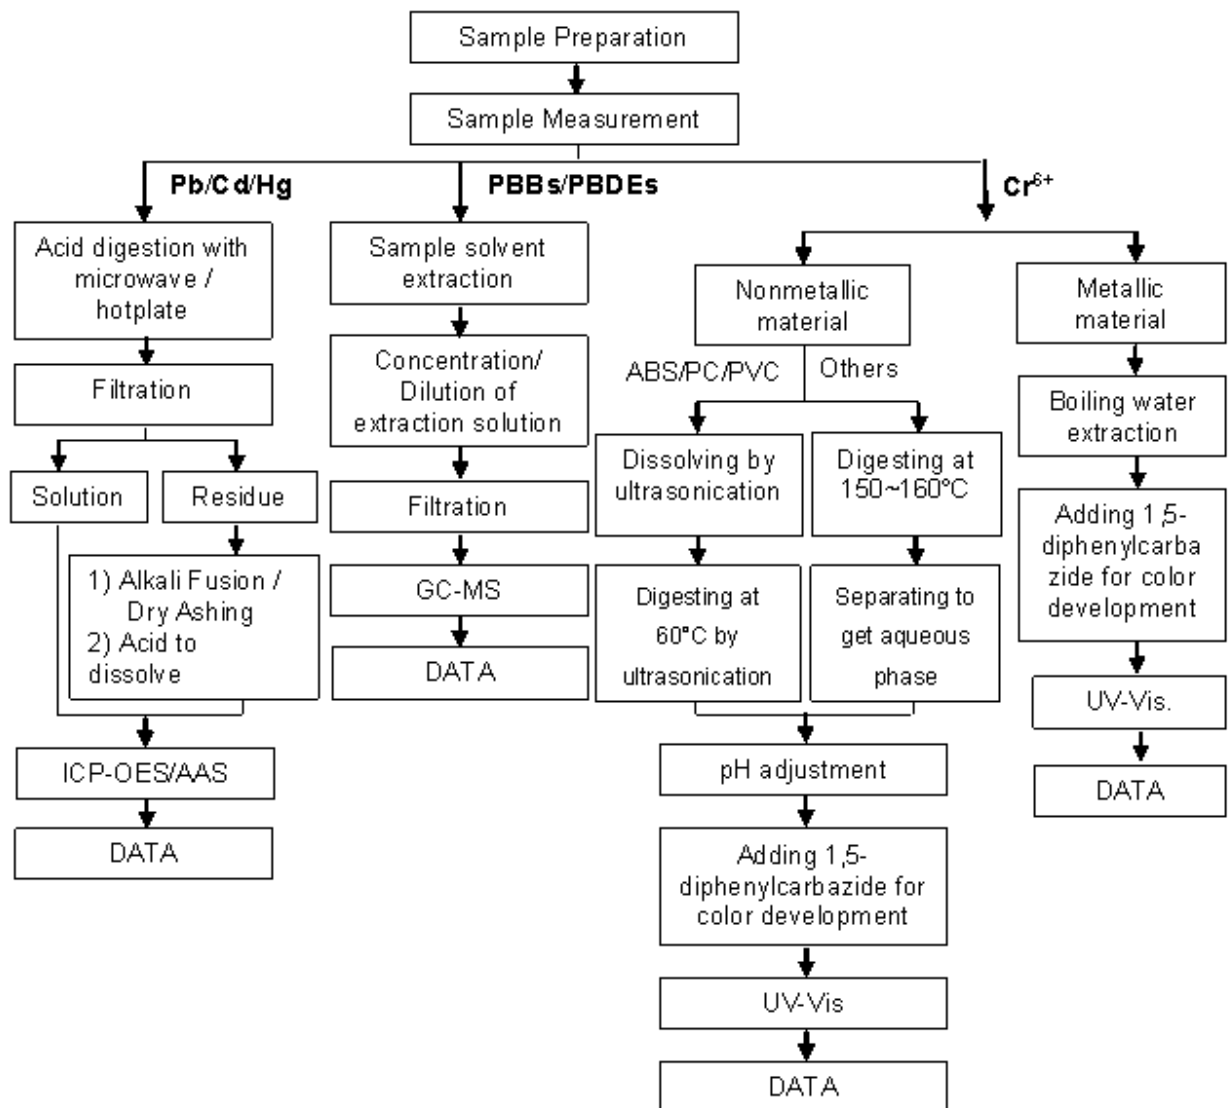 Sample Preparation
Sample Measurement
Pb/Cd/Hg
PBBs/PBDEs
Cr⁶⁺
Acid digestion with
microwave /
hotplate
Filtration
Solution
Residue
1) Alkali Fusion /
Dry Ashing
2) Acid to
dissolve
ICP-OES/AAS
DATA
Sample solvent
extraction
Concentration/
Dilution of
extraction solution
Filtration
GC-MS
DATA
Nonmetallic
material
ABS/PC/PVC
Others
Dissolving by
ultrasonication
Digesting at
150~160°C
Digesting at
60°C by
ultrasonication
Separating to
get aqueous
phase
pH adjustment
Adding 1,5-
diphenylcarbazide for
color development
UV-Vis
DATA
Metallic
material
Boiling water
extraction
Adding 1,5-
diphenylcarba
zide for color
development
UV-Vis.
DATA